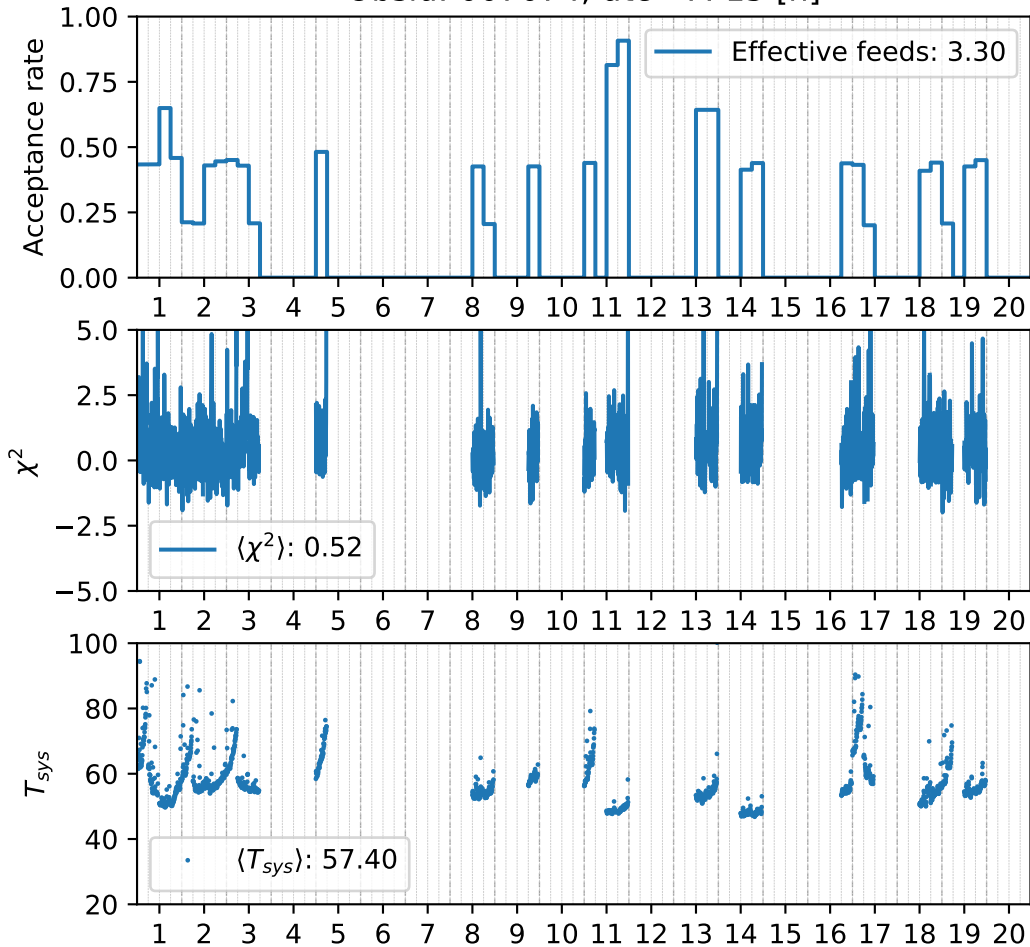 Acceptance rate
1.00
0.75
0.50
0.25
0.00
Effective feeds: 3.30
1 2 3 4 5 6 7 8 9 10 11 12 13 14 15 16 17 18 19 20
χ²
5.0
2.5
0.0
−2.5
−5.0
⟨χ²⟩: 0.52
1 2 3 4 5 6 7 8 9 10 11 12 13 14 15 16 17 18 19 20
T_sys
100
80
60
40
20
⟨T_sys⟩: 57.40
1 2 3 4 5 6 7 8 9 10 11 12 13 14 15 16 17 18 19 20